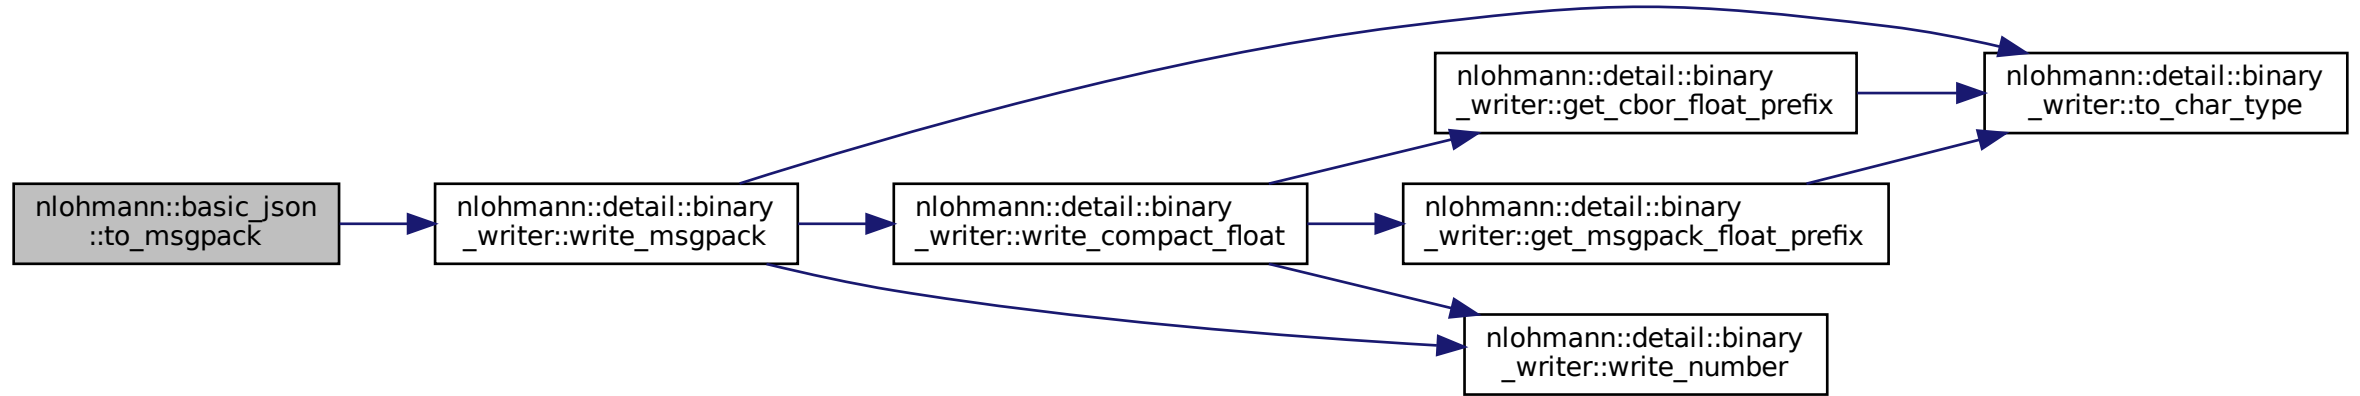 nlohmann::basic_json
::to_msgpack
nlohmann::detail::binary
_writer::write_msgpack
nlohmann::detail::binary
_writer::write_compact_float
nlohmann::detail::binary
_writer::get_cbor_float_prefix
nlohmann::detail::binary
_writer::get_msgpack_float_prefix
nlohmann::detail::binary
_writer::write_number
nlohmann::detail::binary
_writer::to_char_type